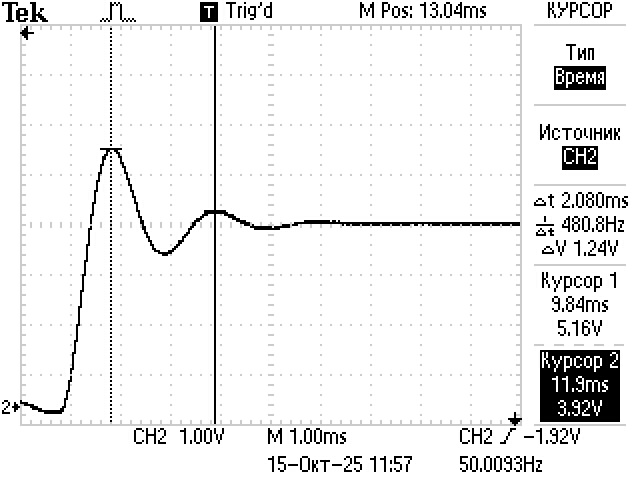 Tek T Trig'd M Pos: 13.04ms КУРСОР
Тип
Время
Источник
CH2
△t 2.080ms
1/△t 480.8Hz
△V 1.24V
Курсор 1
9.84ms
5.16V
Курсор 2
11.9ms
3.92V
2
CH2 1.00V M 1.00ms CH2 -1.92V
15-Окт-25 11:57 50.0093Hz